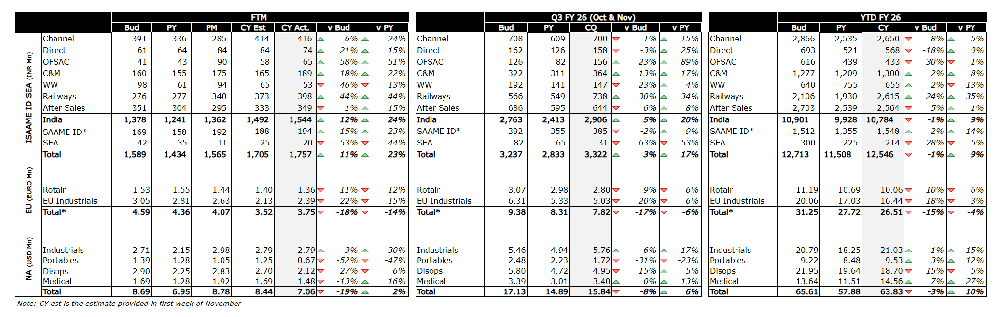 FTM Q3 FY 26 (Oct & Nov) YTD FY 26
Bud PY PM CY Est CY Act. v Bud v PY Bud PY CQ v Bud v PY Bud PY CY v Bud v PY
ISAAME ID SEA (INR Mn)
Channel 391 336 285 414 416 6% 24% Channel 708 609 700 -1% 15% Channel 2,866 2,535 2,650 -8% 5%
Direct 61 64 84 84 74 21% 15% Direct 162 126 158 -3% 25% Direct 693 521 568 -18% 9%
OFSAC 41 43 90 58 65 58% 51% OFSAC 126 82 156 23% 89% OFSAC 616 439 433 -30% -1%
C&M 160 155 175 165 189 18% 22% C&M 322 311 364 13% 17% C&M 1,277 1,209 1,300 2% 8%
WW 98 61 94 65 53 -46% -13% WW 192 141 147 -23% 4% WW 640 755 655 2% -13%
Railways 276 277 340 373 398 44% 44% Railways 566 549 738 30% 34% Railways 2,106 1,930 2,615 24% 35%
After Sales 351 304 295 333 349 -1% 15% After Sales 686 595 644 -6% 8% After Sales 2,703 2,539 2,564 -5% 1%
India 1,378 1,241 1,362 1,492 1,544 12% 24% India 2,763 2,413 2,906 5% 20% India 10,901 9,928 10,784 -1% 9%
SAAME ID* 169 158 192 188 194 15% 23% SAAME ID* 392 355 385 -2% 9% SAAME ID* 1,512 1,355 1,548 2% 14%
SEA 42 35 11 25 20 -53% -44% SEA 82 65 31 -63% -53% SEA 300 225 214 -28% -5%
Total 1,589 1,434 1,565 1,705 1,757 11% 23% Total 3,237 2,833 3,322 3% 17% Total 12,713 11,508 12,546 -1% 9%
EU (EURO Mn)
Rotair 1.53 1.55 1.44 1.40 1.36 -11% -12% Rotair 3.07 2.98 2.80 -9% -6% Rotair 11.19 10.69 10.06 -10% -6%
EU Industrials 3.05 2.81 2.63 2.13 2.39 -22% -15% EU Industrials 6.31 5.33 5.03 -20% -6% EU Industrials 20.06 17.03 16.44 -18% -3%
Total* 4.59 4.36 4.07 3.52 3.75 -18% -14% Total* 9.38 8.31 7.82 -17% -6% Total* 31.25 27.72 26.51 -15% -4%
NA (USD Mn)
Industrials 2.71 2.15 2.98 2.79 2.79 3% 30% Industrials 5.46 4.94 5.76 6% 17% Industrials 20.79 18.25 21.03 1% 15%
Portables 1.39 1.28 1.05 1.25 0.67 -52% -47% Portables 2.48 2.23 1.72 -31% -23% Portables 9.22 8.48 9.53 3% 12%
Disops 2.90 2.25 2.83 2.70 2.12 -27% -6% Disops 5.80 4.72 4.95 -15% 5% Disops 21.95 19.64 18.70 -15% -5%
Medical 1.69 1.28 1.92 1.69 1.48 -13% 16% Medical 3.39 3.01 3.40 0% 13% Medical 13.64 11.51 14.56 7% 27%
Total 8.69 6.95 8.78 8.44 7.06 -19% 2% Total 17.13 14.89 15.84 -8% 6% Total 65.61 57.88 63.83 -3% 10%
Note: CY est is the estimate provided in first week of November